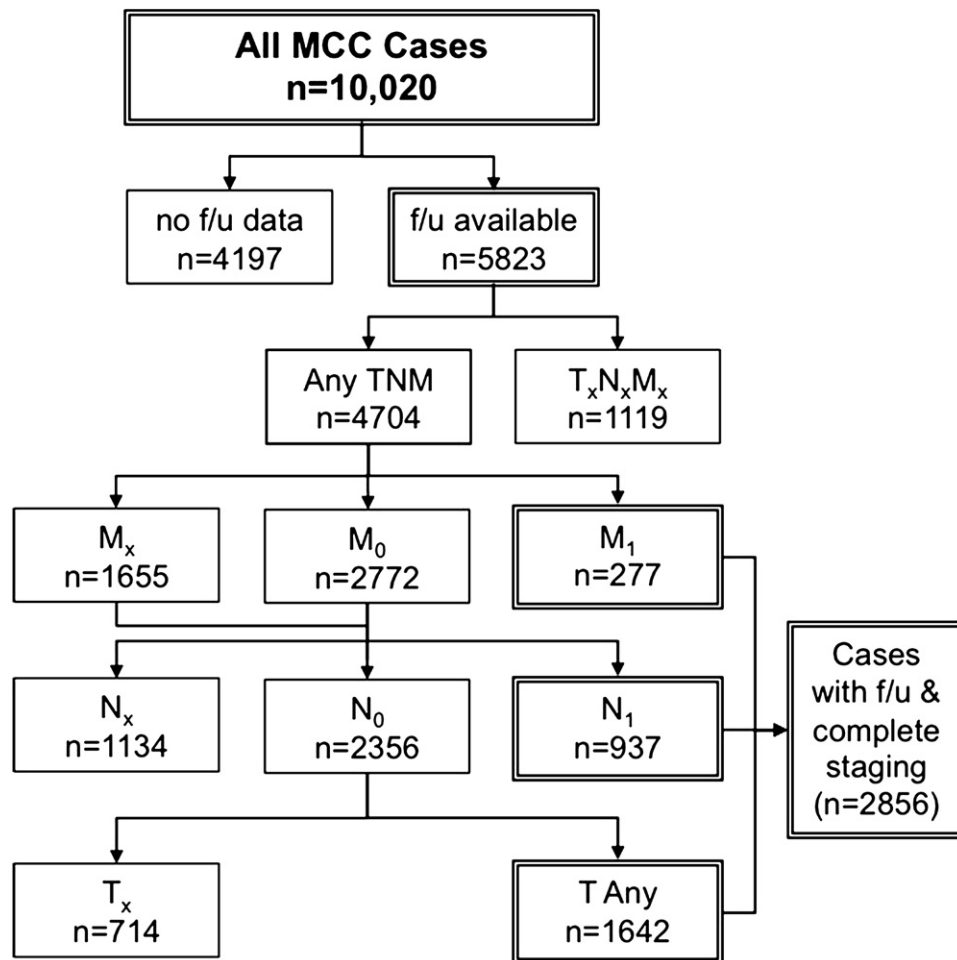 All MCC Cases
n=10,020
no f/u data
n=4197
f/u available
n=5823
Any TNM
n=4704
TₓNₓMₓ
n=1119
Mₓ
n=1655
M₀
n=2772
M₁
n=277
Nₓ
n=1134
N₀
n=2356
N₁
n=937
Cases
with f/u &
complete
staging
(n=2856)
Tₓ
n=714
T Any
n=1642